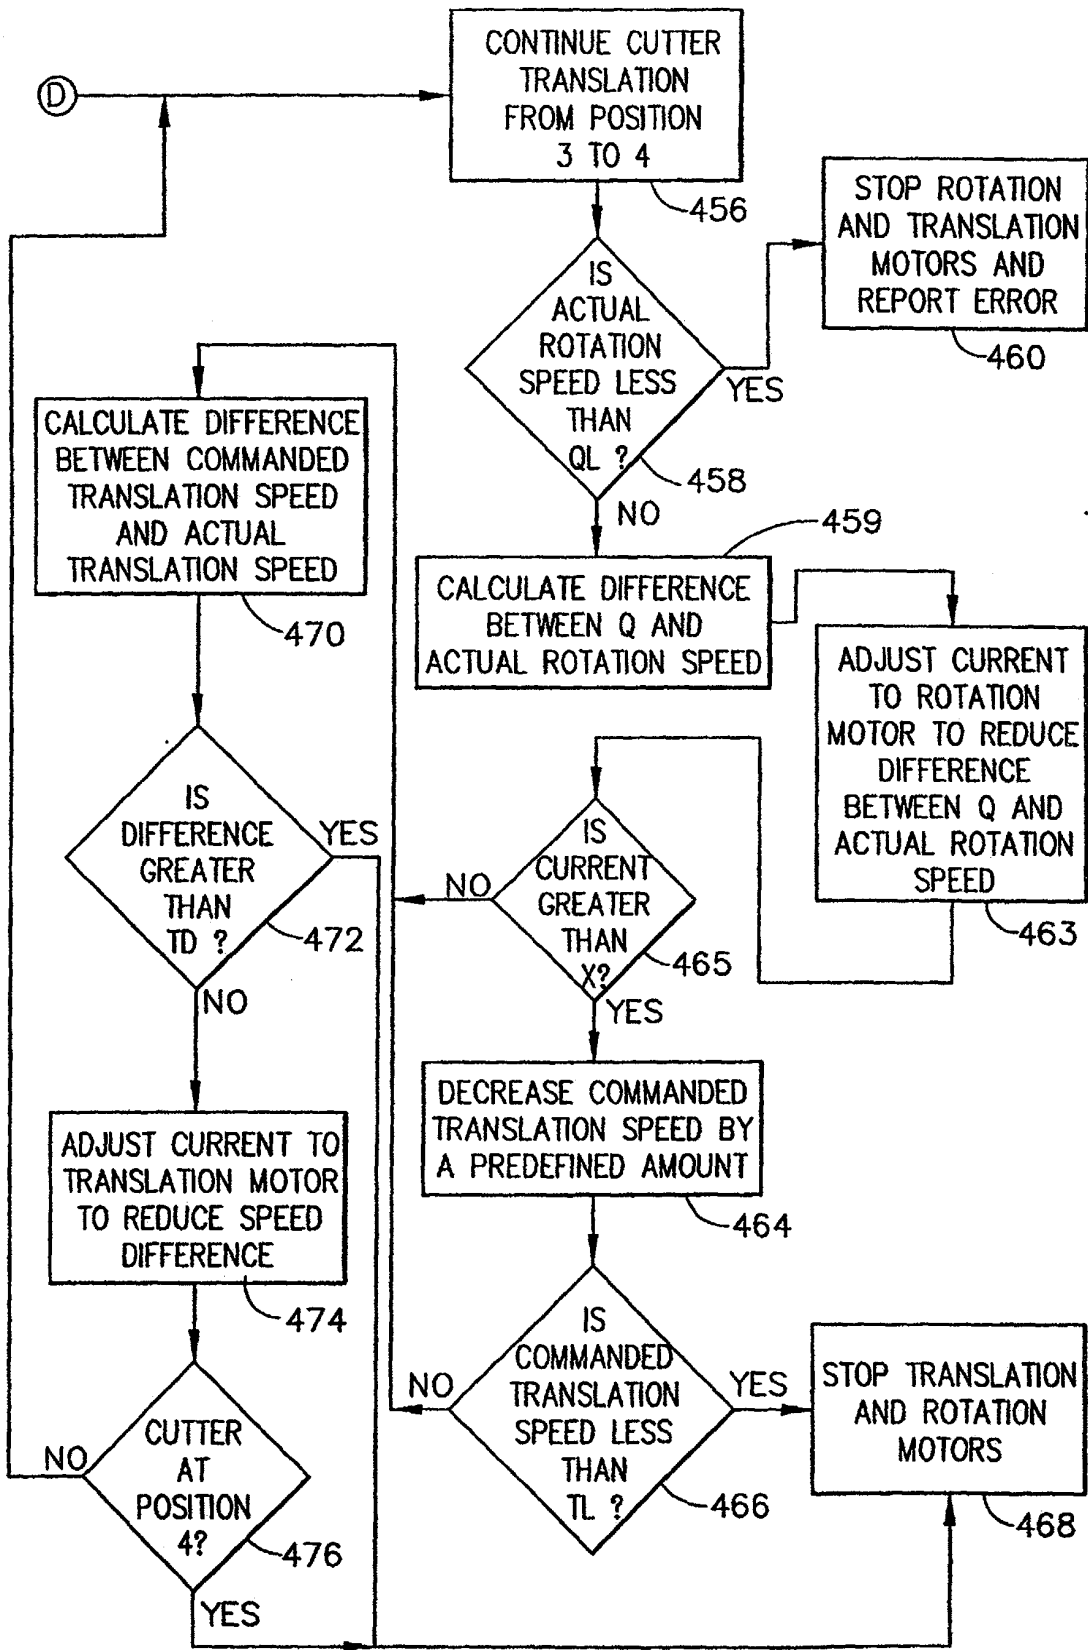 D
CONTINUE CUTTER
TRANSLATION
FROM POSITION
3 TO 4
456
IS
ACTUAL
ROTATION
SPEED LESS
THAN
QL ?
458
YES
NO
STOP ROTATION
AND TRANSLATION
MOTORS AND
REPORT ERROR
460
459
CALCULATE DIFFERENCE
BETWEEN Q AND
ACTUAL ROTATION SPEED
ADJUST CURRENT
TO ROTATION
MOTOR TO REDUCE
DIFFERENCE
BETWEEN Q AND
ACTUAL ROTATION
SPEED
463
IS
CURRENT
GREATER
THAN
X?
465
NO
YES
DECREASE COMMANDED
TRANSLATION SPEED BY
A PREDEFINED AMOUNT
464
IS
COMMANDED
TRANSLATION
SPEED LESS
THAN
TL ?
466
NO
YES
STOP TRANSLATION
AND ROTATION
MOTORS
468
CALCULATE DIFFERENCE
BETWEEN COMMANDED
TRANSLATION SPEED
AND ACTUAL
TRANSLATION SPEED
470
IS
DIFFERENCE
GREATER
THAN
TD ?
472
YES
NO
ADJUST CURRENT TO
TRANSLATION MOTOR
TO REDUCE SPEED
DIFFERENCE
474
CUTTER
AT
POSITION
4?
476
NO
YES